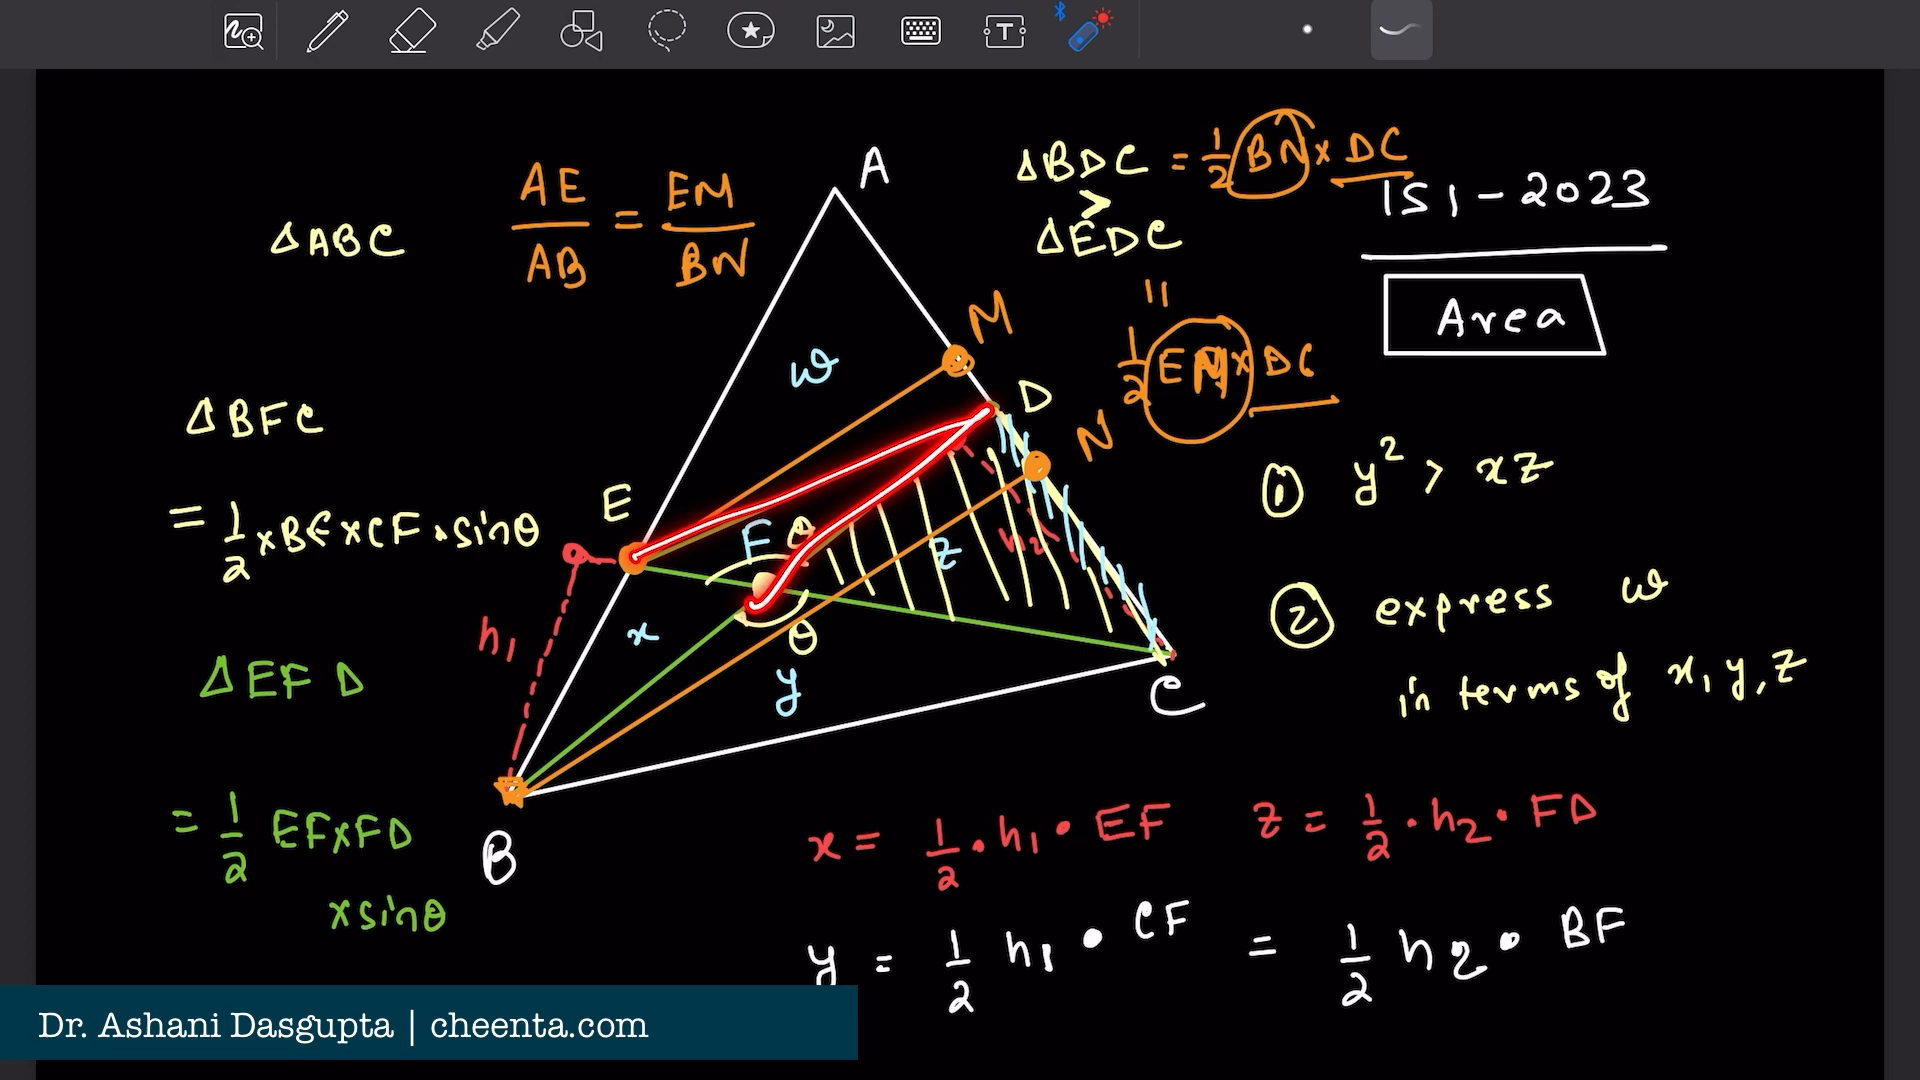 ΔABC
AE/AB = EM/BN
A
ΔBDC = 1/2 BN × DC
>
ΔEDC
=
1/2 EM × DC
ISI-2023
Area
M
D
N
ω
ΔBFC
= 1/2 × BF × CF . sinθ
E
F θ
z
h2
h1
x
θ
y
C
B
① y² > xz
② express ω
in terms of x, y, z
ΔEFD
= 1/2 EF×FD
×sinθ
x = 1/2 · h1 · EF z = 1/2 · h2 · FD
y = 1/2 h1 · CF = 1/2 h2 · BF
Dr. Ashani Dasgupta | cheenta.com